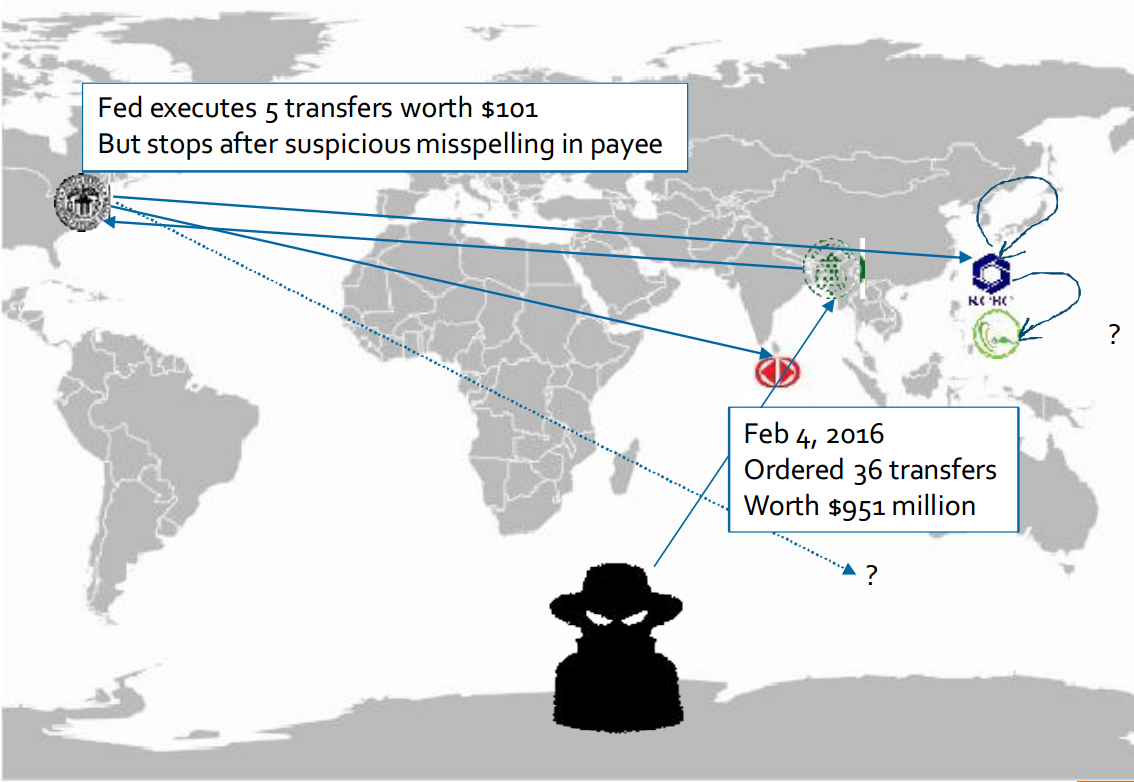 Fed executes 5 transfers worth $101
But stops after suspicious misspelling in payee
RCBC
?
Feb 4, 2016
Ordered 36 transfers
Worth $951 million
?